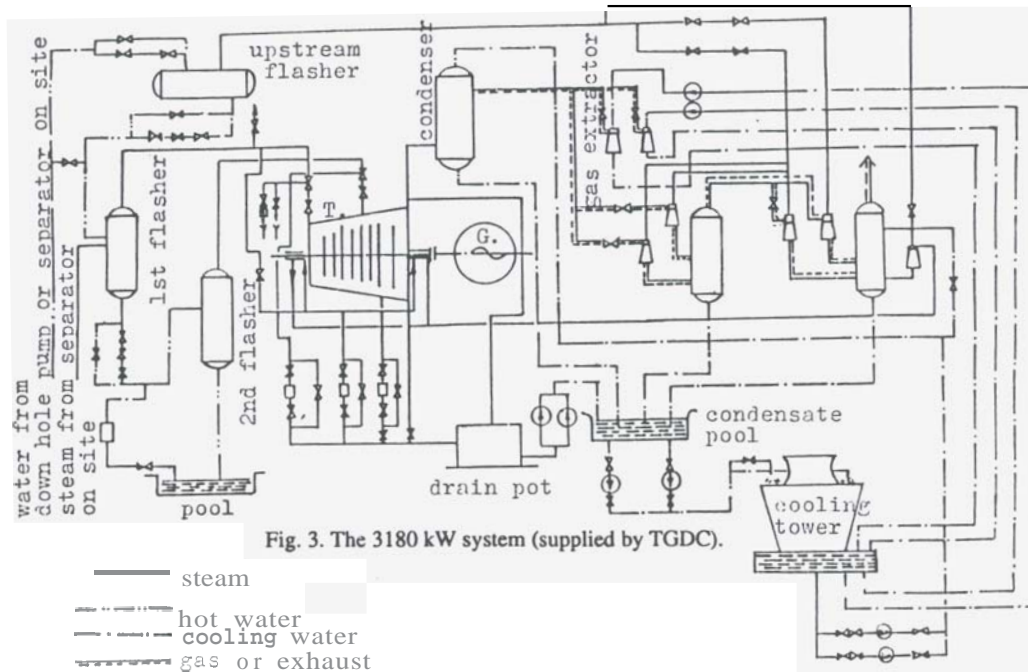 upstream
flasher
condenser
gas extractor
1st flasher
2nd flasher
T.
G.
water from
down hole pump or separator on site
steam from separator
on site
pool
drain pot
condensate
pool
cooling
tower
Fig. 3. The 3180 kW system (supplied by TGDC).
steam
hot water
cooling water
gas or exhaust